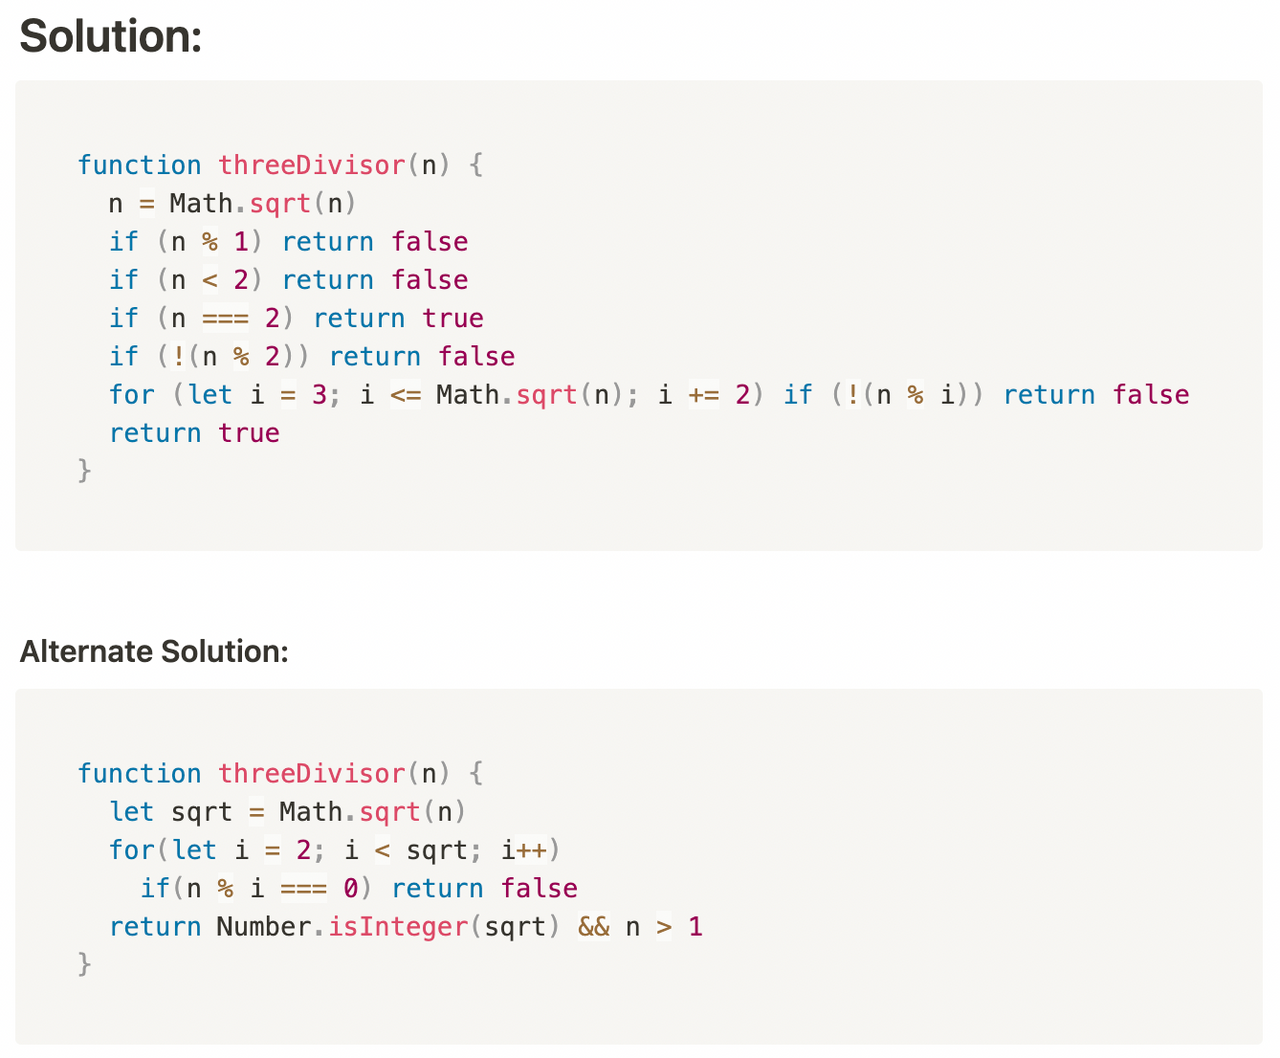 Solution:
function threeDivisor(n) {
  n = Math.sqrt(n)
  if (n % 1) return false
  if (n < 2) return false
  if (n === 2) return true
  if (!(n % 2)) return false
  for (let i = 3; i <= Math.sqrt(n); i += 2) if (!(n % i)) return false
  return true
}
Alternate Solution:
function threeDivisor(n) {
  let sqrt = Math.sqrt(n)
  for(let i = 2; i < sqrt; i++)
    if(n % i === 0) return false
  return Number.isInteger(sqrt) && n > 1
}